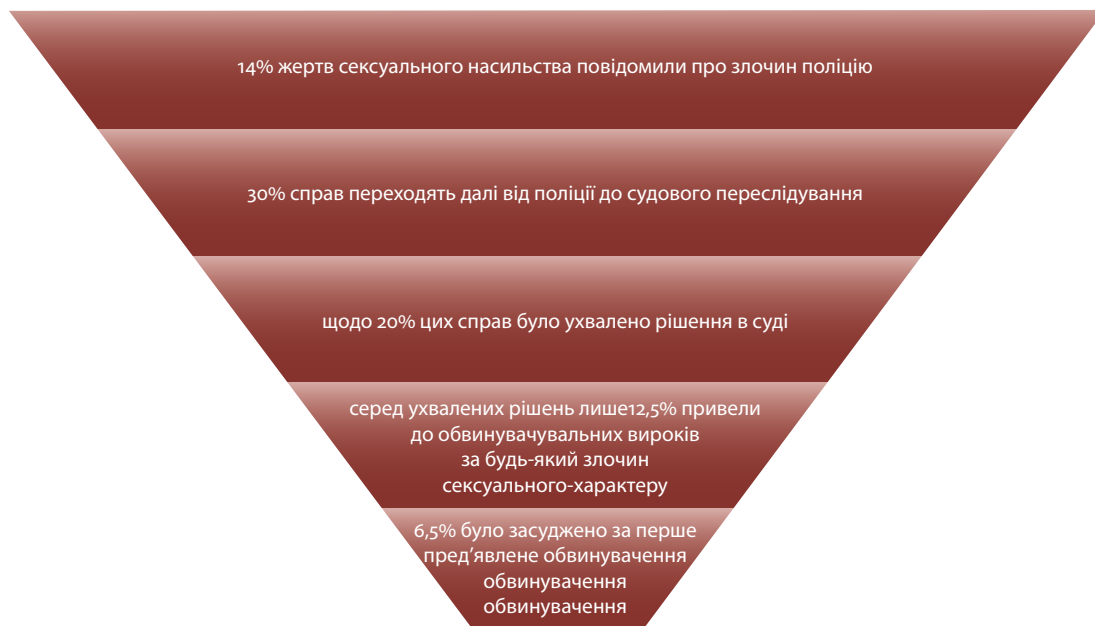 14% жертв сексуального насильства повідомили про злочин поліцію
30% справ переходять далі від поліції до судового переслідування
щодо 20% цих справ було ухвалено рішення в суді
серед ухвалених рішень лише12,5% привели
до обвинувачувальних вироків
за будь-який злочин
сексуального-характеру
6,5% було засуджено за перше
пред’явлене обвинувачення
обвинувачення
обвинувачення